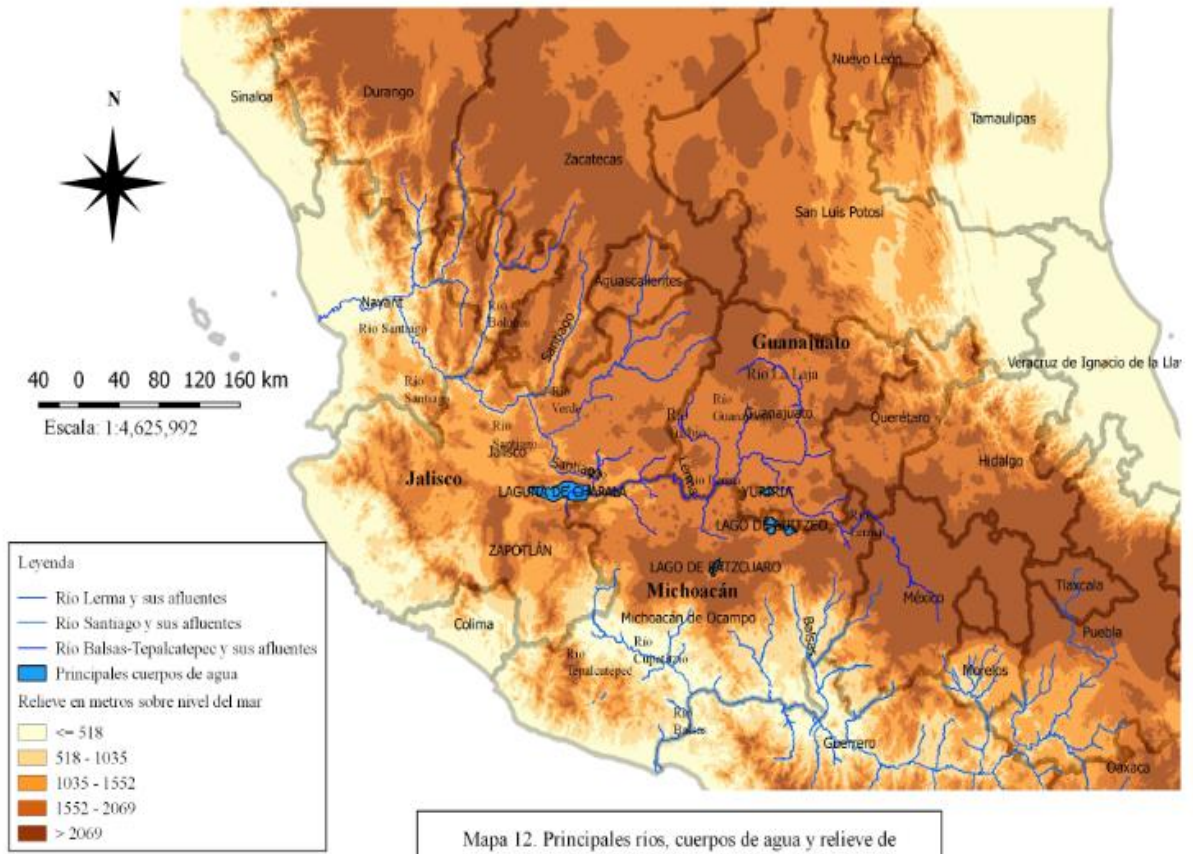 Nuevo León
Sinaloa
Durango
N
Tamaulipas
Zacatecas
San Luis Potosí
Aguascalientes
Nayarit
Río
Bolaños
Río Santiago
Santiago
Guanajuato
Veracruz de Ignacio de la Lla
40 0 40 80 120 160 km
Río La Laja
Río
Santiago
Río
Verde
Río
Guanajuato
Querétaro
Escala: 1:4,625,992
Río
Santiago
Jalisco
Hidalgo
Santiago
Lerma
Jalisco
LAGUNA DE CHAPALA
YURIRIA
Río
Lerma
LAGO DE CUITZEO
ZAPOTLÁN
Leyenda
LAGO DE PÁTZCUARO
Tlaxcala
Michoacán
México
Río Lerma y sus afluentes
Río Santiago y sus afluentes
Río Balsas-Tepalcatepec y sus afluentes
Principales cuerpos de agua
Colima
Michoacán de Ocampo
Balsas
Puebla
Río
Tepalcatepec
Río
Cupatitzio
Morelos
Relieve en metros sobre nivel del mar
<= 518
518 - 1035
1035 - 1552
1552 - 2069
> 2069
Río
Balsas
Guerrero
Oaxaca
Mapa 12. Principales ríos, cuerpos de agua y relieve de